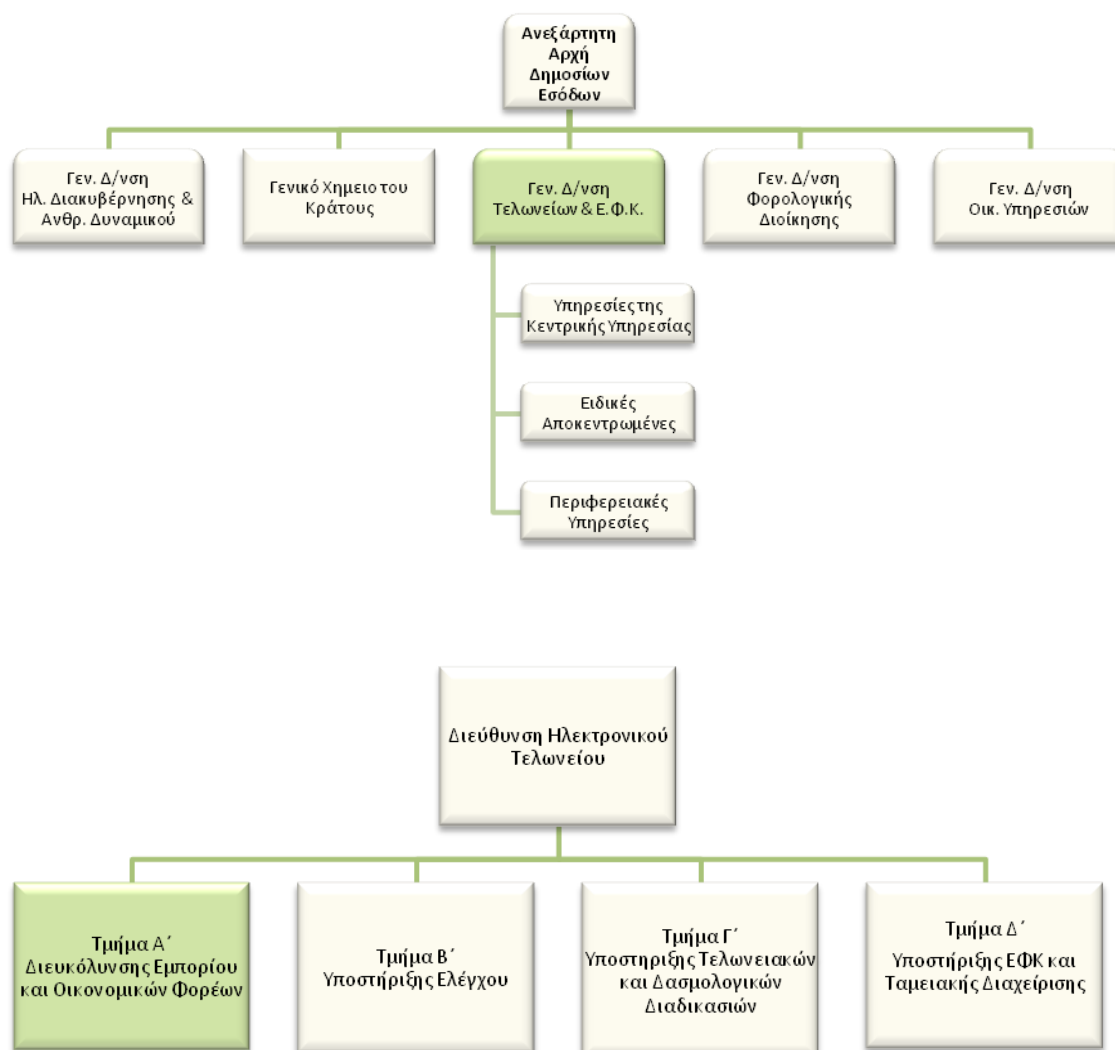 Ανεξάρτητη
Αρχή
Δημοσίων
Εσόδων
Γεν. Δ/νση
Ηλ. Διακυβέρνησης &
Ανθρ. Δυναμικού
Γενικό Χημειο του
Κράτους
Γεν. Δ/νση
Τελωνείων & Ε.Φ.Κ.
Γεν. Δ/νση
Φορολογικής
Διοίκησης
Γεν. Δ/νση
Οικ. Υπηρεσιών
Υπηρεσίες της
Κεντρικής Υπηρεσίας
Ειδικές
Αποκεντρωμένες
Περιφερειακές
Υπηρεσίες
Διεύθυνση Ηλεκτρονικού
Τελωνείου
Τμήμα Α΄
Διευκόλυνσης Εμπορίου
και Οικονομικών Φορέων
Τμήμα Β΄
Υποστήριξης Ελέγχου
Τμήμα Γ΄
Υποστηριξης Τελωνειακών
και Δασμολογικών
Διαδικασιών
Τμήμα Δ΄
Υποστήριξης ΕΦΚ και
Ταμειακής Διαχείρισης